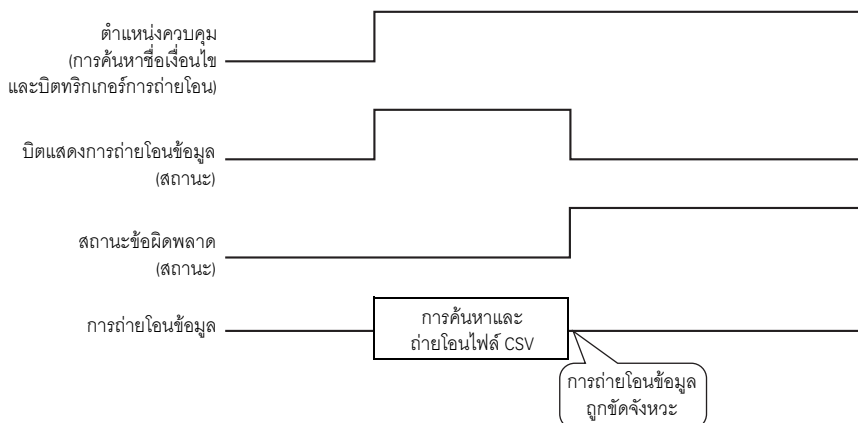 ตำแหน่งควบคุม
(การค้นหาชื่อเงื่อนไข
และบิตทริกเกอร์การถ่ายโอน)
บิตแสดงการถ่ายโอนข้อมูล
(สถานะ)
สถานะข้อผิดพลาด
(สถานะ)
การถ่ายโอนข้อมูล
การค้นหาและ
ถ่ายโอนไฟล์ CSV
การถ่ายโอนข้อมูล
ถูกขัดจังหวะ